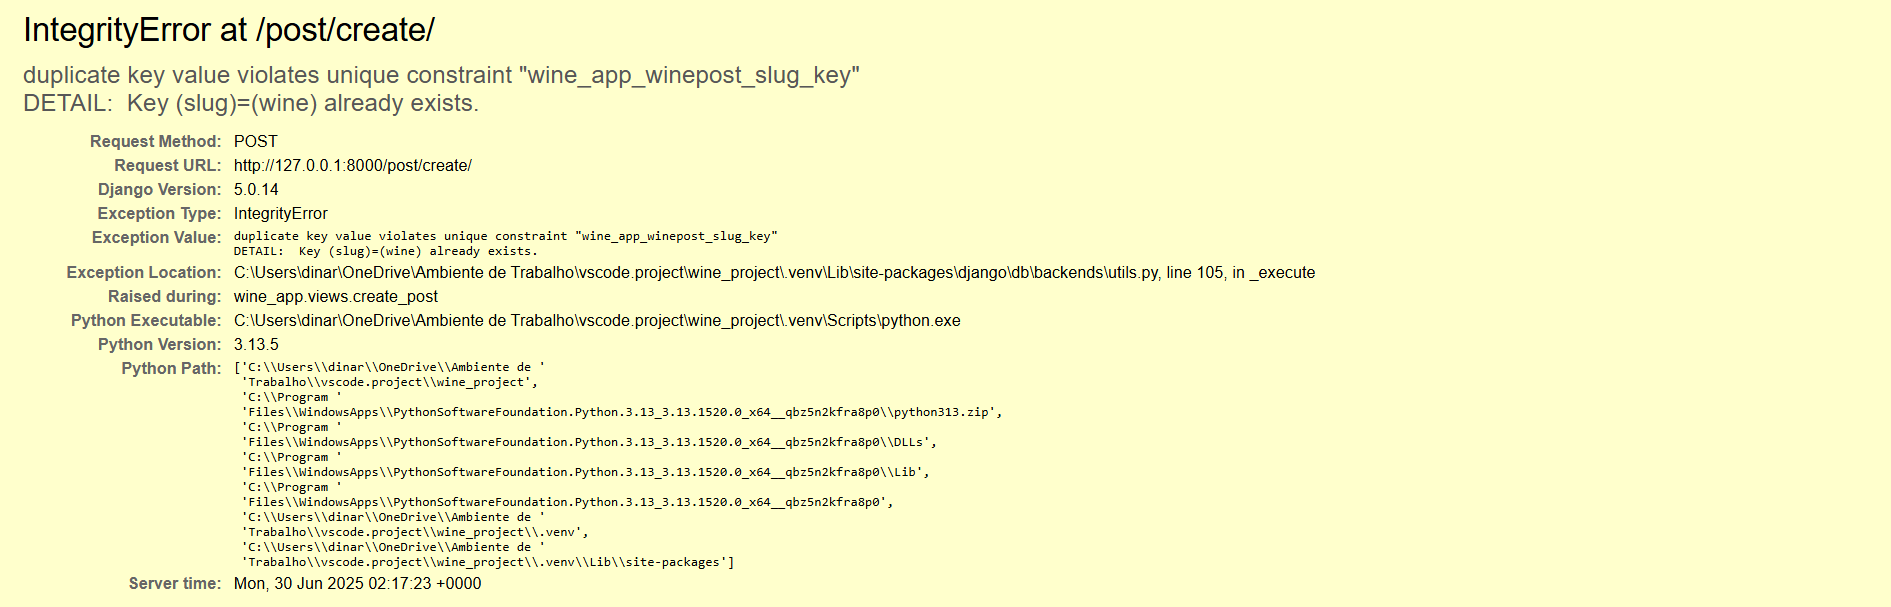 IntegrityError at /post/create/
duplicate key value violates unique constraint "wine_app_winepost_slug_key"
DETAIL:  Key (slug)=(wine) already exists.
Request Method: POST
Request URL: http://127.0.0.1:8000/post/create/
Django Version: 5.0.14
Exception Type: IntegrityError
Exception Value: duplicate key value violates unique constraint "wine_app_winepost_slug_key"
DETAIL:  Key (slug)=(wine) already exists.
Exception Location: C:\Users\dinar\OneDrive\Ambiente de Trabalho\vscode.project\wine_project\.venv\Lib\site-packages\django\db\backends\utils.py, line 105, in _execute
Raised during: wine_app.views.create_post
Python Executable: C:\Users\dinar\OneDrive\Ambiente de Trabalho\vscode.project\wine_project\.venv\Scripts\python.exe
Python Version: 3.13.5
Python Path: ['C:\\Users\\dinar\\OneDrive\\Ambiente de '
'Trabalho\\vscode.project\\wine_project',
'C:\\Program '
'Files\\WindowsApps\\PythonSoftwareFoundation.Python.3.13_3.13.1520.0_x64__qbz5n2kfra8p0\\python313.zip',
'C:\\Program '
'Files\\WindowsApps\\PythonSoftwareFoundation.Python.3.13_3.13.1520.0_x64__qbz5n2kfra8p0\\DLLs',
'C:\\Program '
'Files\\WindowsApps\\PythonSoftwareFoundation.Python.3.13_3.13.1520.0_x64__qbz5n2kfra8p0\\Lib',
'C:\\Program '
'Files\\WindowsApps\\PythonSoftwareFoundation.Python.3.13_3.13.1520.0_x64__qbz5n2kfra8p0',
'C:\\Users\\dinar\\OneDrive\\Ambiente de '
'Trabalho\\vscode.project\\wine_project\\.venv',
'C:\\Users\\dinar\\OneDrive\\Ambiente de '
'Trabalho\\vscode.project\\wine_project\\.venv\\Lib\\site-packages']
Server time: Mon, 30 Jun 2025 02:17:23 +0000